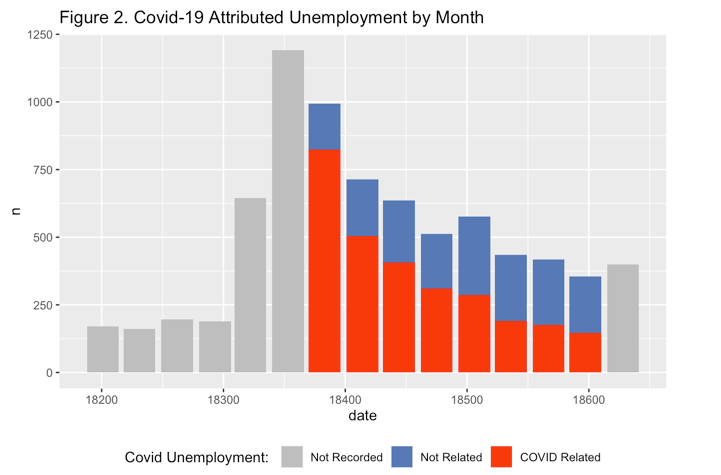 Figure 2. Covid-19 Attributed Unemployment by Month
1250
1000
750
500
250
0
n
18200 18300 18400 18500 18600
date
Covid Unemployment: Not Recorded Not Related COVID Related